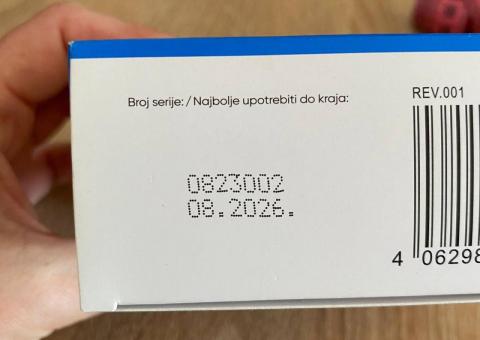 Broj serije: / Najbolje upotrebiti do kraja:
REV.001
0823002
08.2026.
4 06298